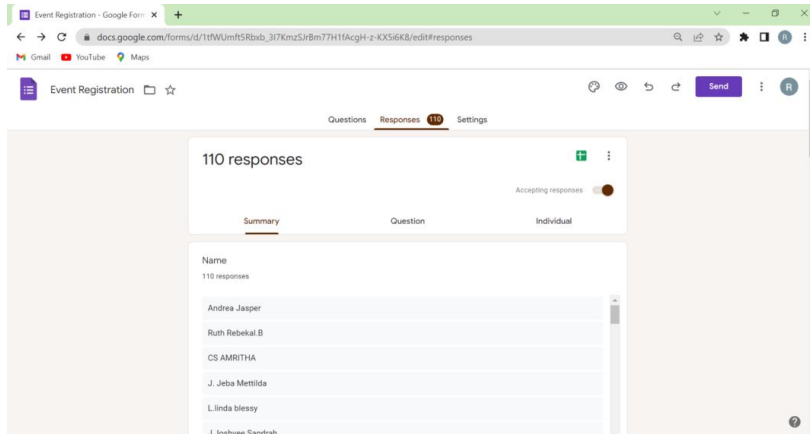 Event Registration - Google Form
docs.google.com/forms/d/1tfWUmft5Rbxb_3I7KmzSJrBm77H1fAcgH-z-KX5i6K8/edit#responses
R
Gmail YouTube Maps
Event Registration
Send
R
Questions Responses 110 Settings
110 responses
Accepting responses
Summary Question Individual
Name
110 responses
Andrea Jasper
Ruth Rebekal.B
CS AMRITHA
J. Jeba Mettilda
L.linda blessy
J Joshyee Sandrah